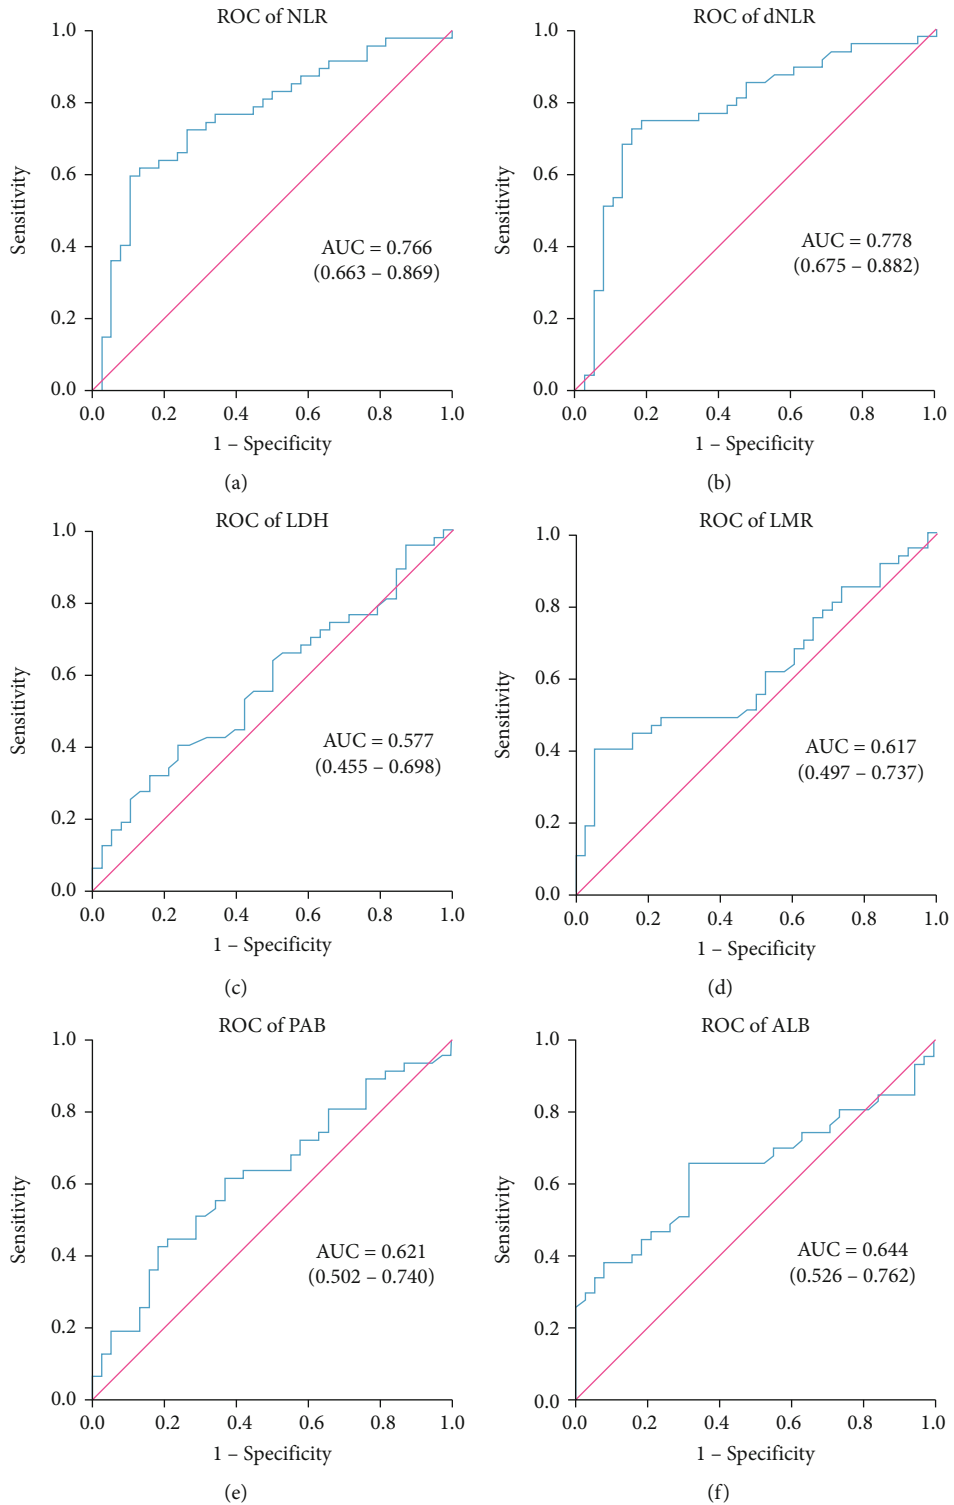 ROC of NLR
1.0
0.8
0.6
0.4
0.2
0.0
Sensitivity
AUC = 0.766
(0.663 – 0.869)
0.0 0.2 0.4 0.6 0.8 1.0
1 – Specificity
(a)
ROC of dNLR
1.0
0.8
0.6
0.4
0.2
0.0
Sensitivity
AUC = 0.778
(0.675 – 0.882)
0.0 0.2 0.4 0.6 0.8 1.0
1 – Specificity
(b)
ROC of LDH
1.0
0.8
0.6
0.4
0.2
0.0
Sensitivity
AUC = 0.577
(0.455 – 0.698)
0.0 0.2 0.4 0.6 0.8 1.0
1 – Specificity
(c)
ROC of LMR
1.0
0.8
0.6
0.4
0.2
0.0
Sensitivity
AUC = 0.617
(0.497 – 0.737)
0.0 0.2 0.4 0.6 0.8 1.0
1 – Specificity
(d)
ROC of PAB
1.0
0.8
0.6
0.4
0.2
0.0
Sensitivity
AUC = 0.621
(0.502 – 0.740)
0.0 0.2 0.4 0.6 0.8 1.0
1 – Specificity
(e)
ROC of ALB
1.0
0.8
0.6
0.4
0.2
0.0
Sensitivity
AUC = 0.644
(0.526 – 0.762)
0.0 0.2 0.4 0.6 0.8 1.0
1 – Specificity
(f)